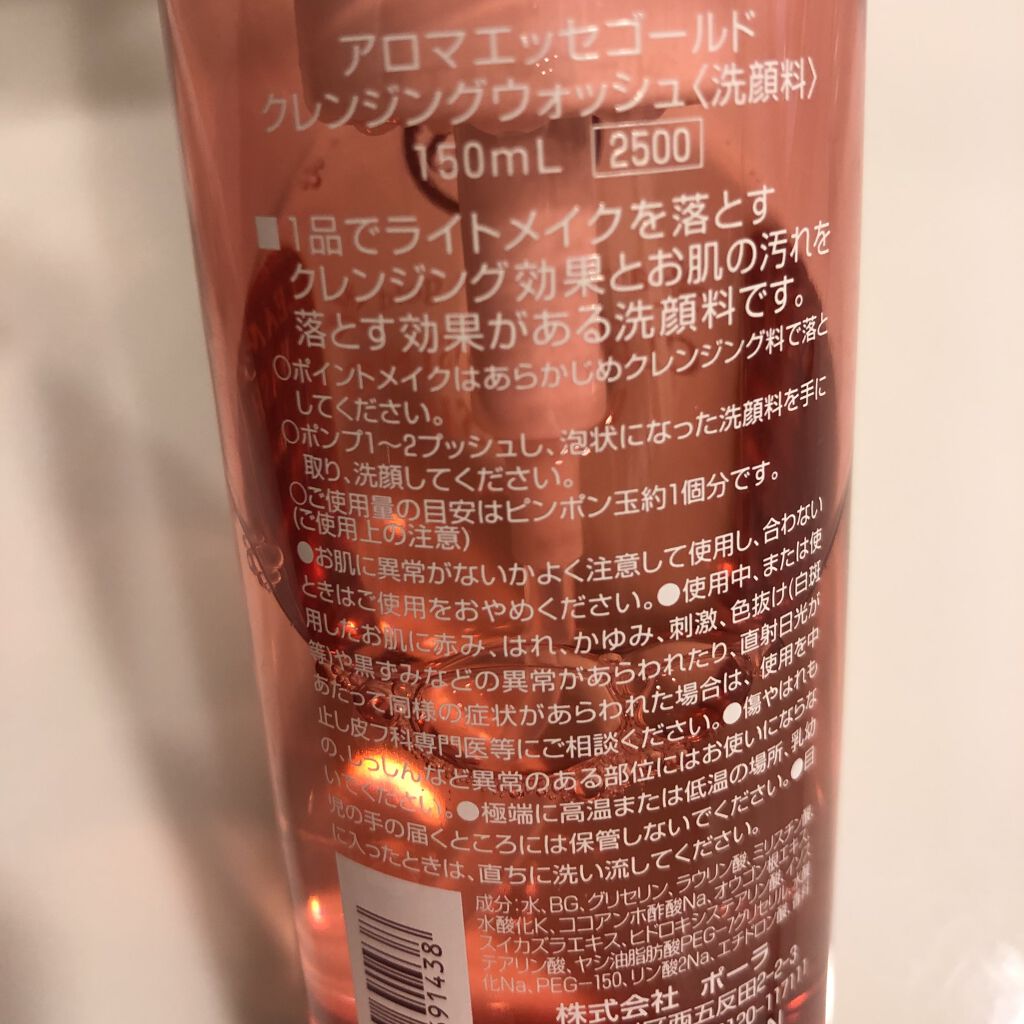 アロマエッセゴールド
クレンジングウォッシュ〈洗顔料〉
150mL 2500
■1品でライトメイクを落とす
クレンジング効果とお肌の汚れを
落とす効果がある洗顔料です。
○ポイントメイクはあらかじめクレンジング料で落と
してください。
○ポンプ1〜2プッシュし、泡状になった洗顔料を手に
取り、洗顔してください。
○ご使用量の目安はピンポン玉約1個分です。
(ご使用上の注意)
●お肌に異常がないかよく注意して使用し、合わない
ときはご使用をおやめください。●使用中、または使
用したお肌に赤み、はれ、かゆみ、刺激、色抜け(白斑
等)や黒ずみなどの異常があらわれたり、直射日光が
あたって同様の症状があらわれた場合は、使用を中
止し皮フ科専門医等にご相談ください。●傷やはれも
の、しっしんなど異常のある部位にはお使いにならな
いでください。●極端に高温または低温の場所、乳幼
児の手の届くところには保管しないでください。●目
に入ったときは、直ちに洗い流してください。
成分:水、BG、グリセリン、ラウリン酸、ミリスチン酸、
水酸化K、ココアンホ酢酸Na、オウゴン根エキス、
スイカズラエキス、ヒドロキシステアリン酸、イソス
テアリン酸、ヤシ油脂肪酸PEG-7グリセリル、水酸
化Na、PEG-150、リン酸2Na、エチドロン酸、香料
株式会社 ポーラ
区西五反田2-2-3
0120-117111
91438